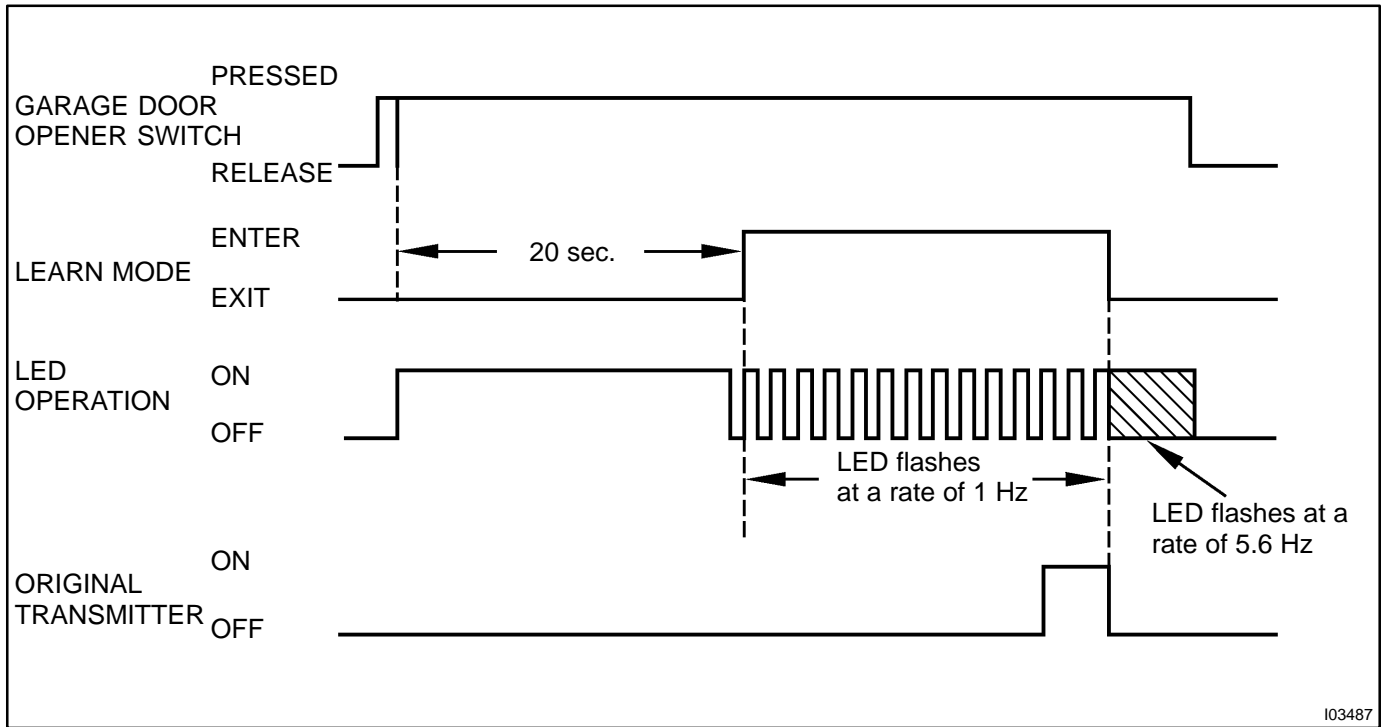 PRESSED
GARAGE DOOR
OPENER SWITCH
RELEASE
ENTER
20 sec.
LEARN MODE
EXIT
LED
OPERATION
ON
OFF
LED flashes
at a rate of 1 Hz
LED flashes at a
rate of 5.6 Hz
ON
ORIGINAL
TRANSMITTER
OFF
I03487